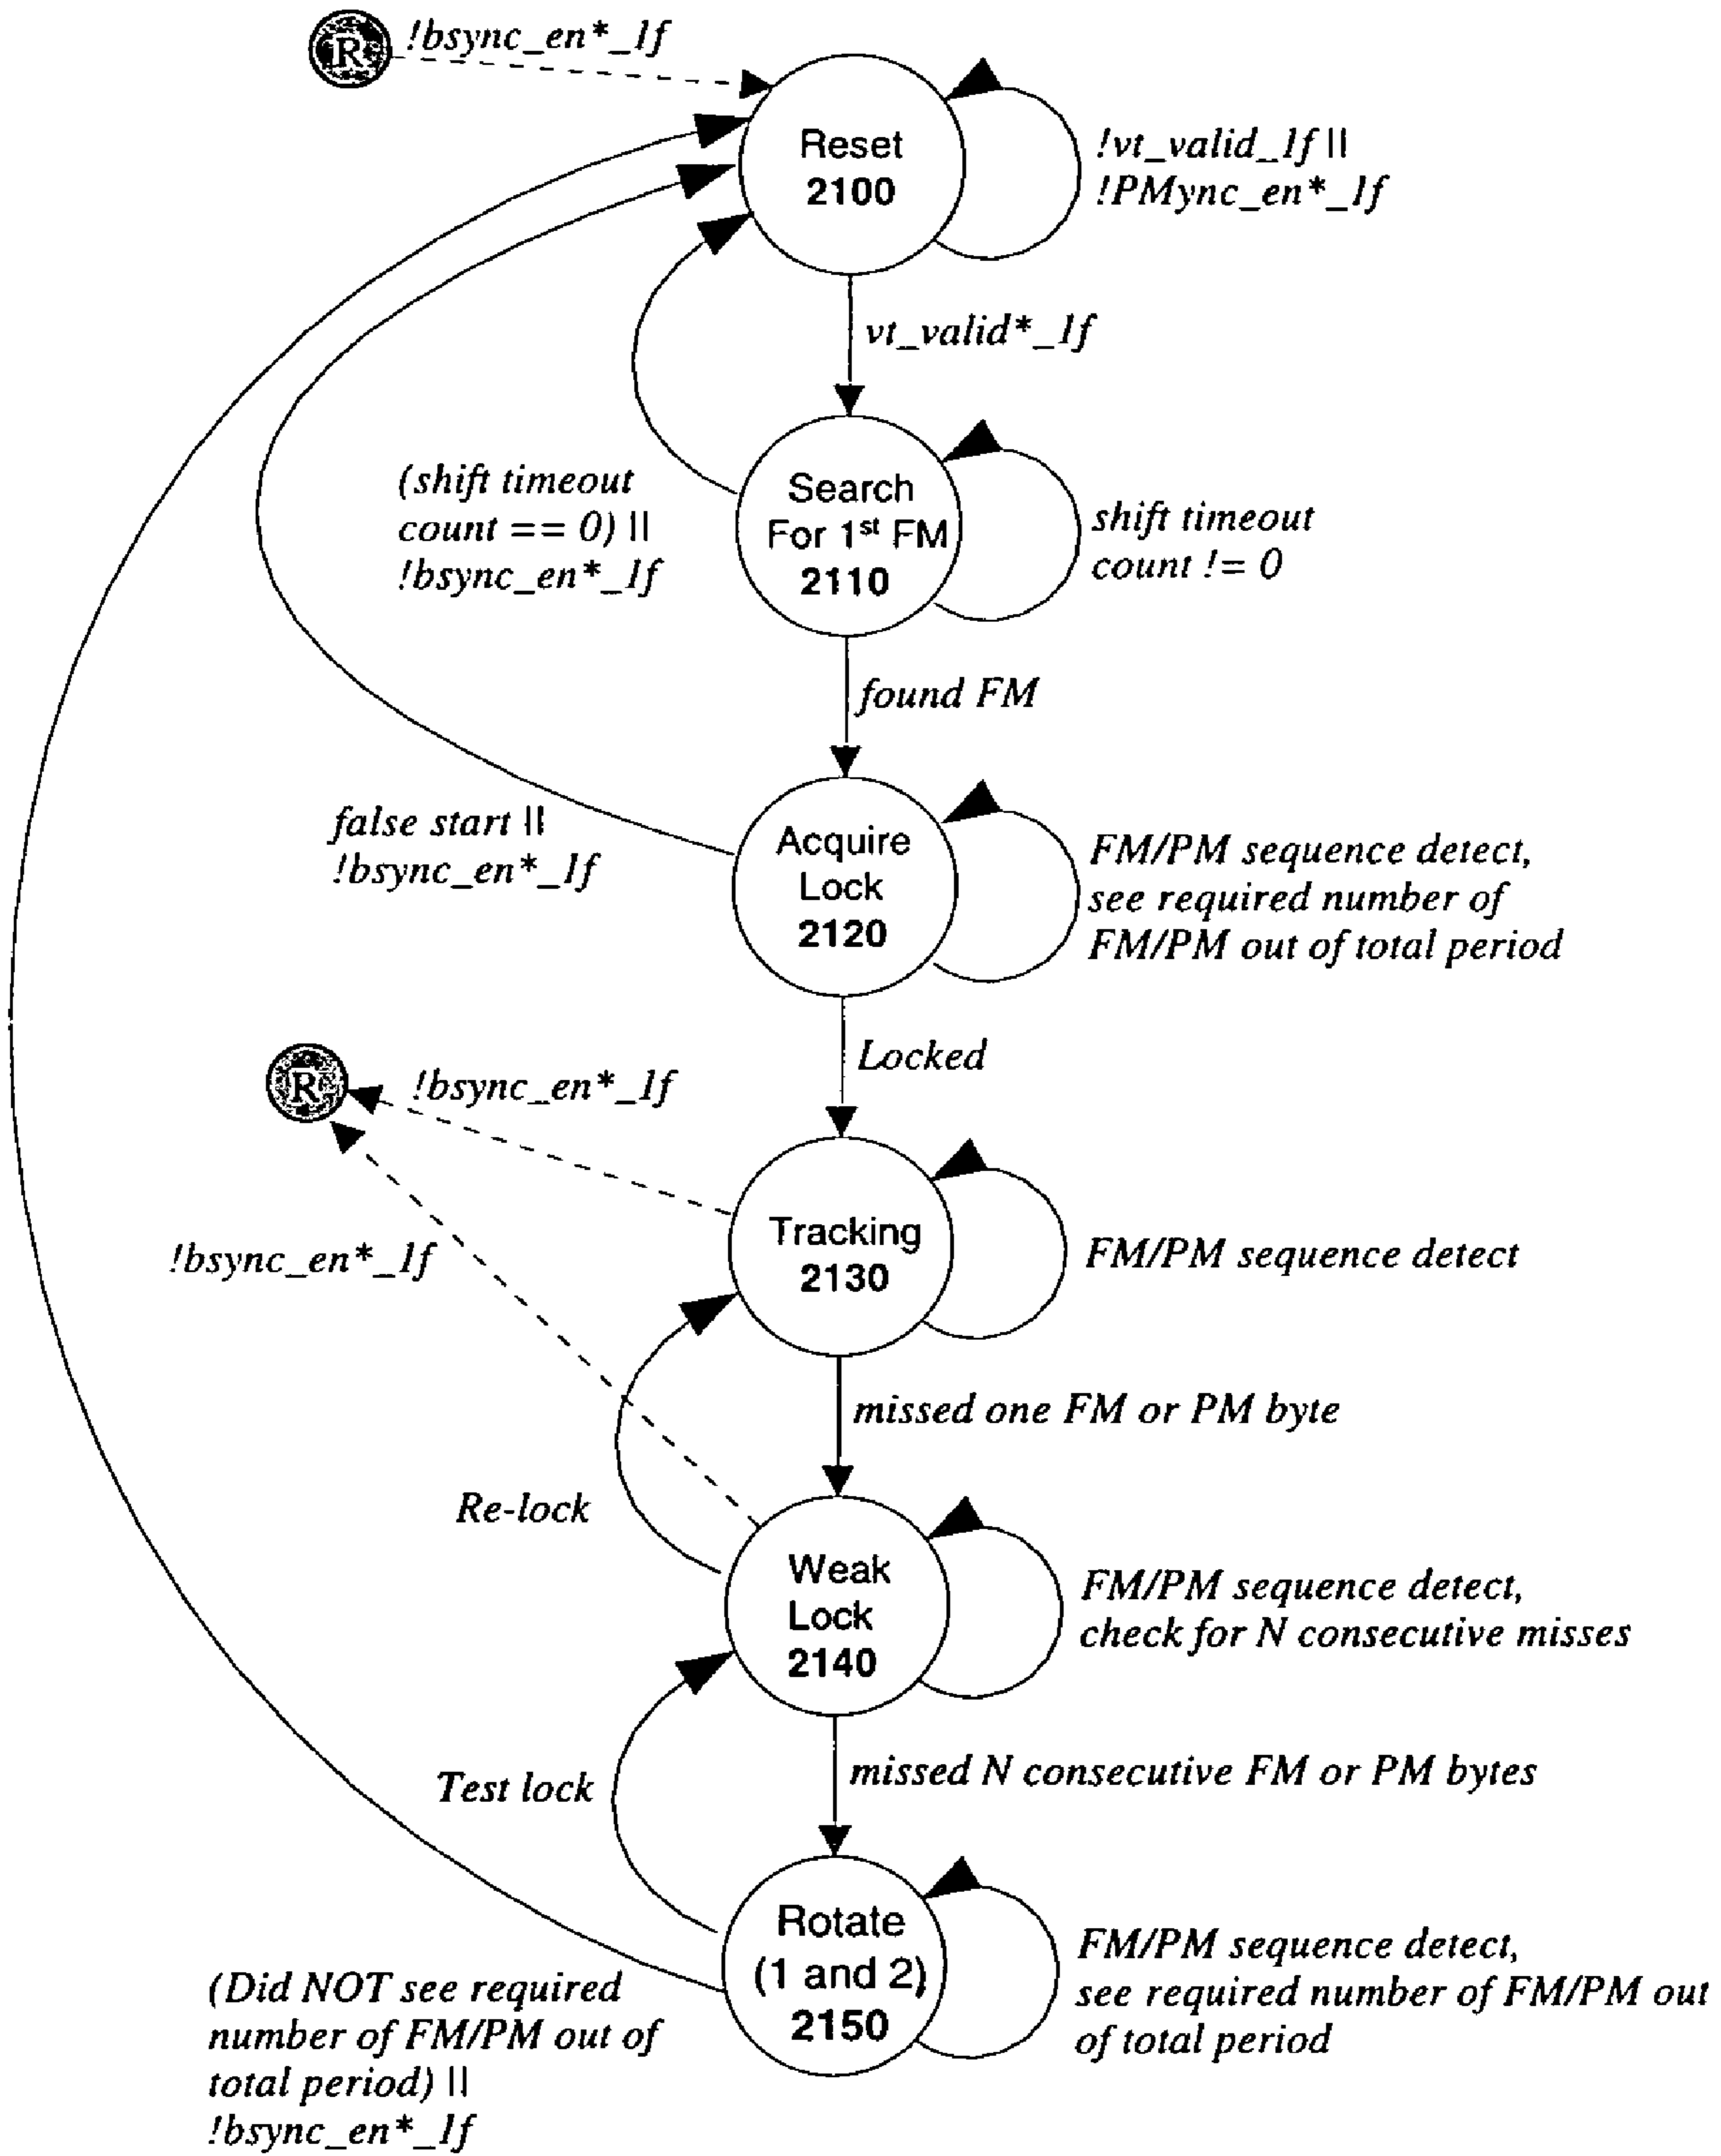 R
!bsync_en*_1f
Reset
2100
!vt_valid_1f ||
!PMync_en*_1f
vt_valid*_1f
(shift timeout
count == 0) ||
!bsync_en*_1f
Search
For 1st FM
2110
shift timeout
count != 0
found FM
false start ||
!bsync_en*_1f
Acquire
Lock
2120
FM/PM sequence detect,
see required number of
FM/PM out of total period
Locked
R
!bsync_en*_1f
!bsync_en*_1f
Tracking
2130
FM/PM sequence detect
missed one FM or PM byte
Re-lock
Weak
Lock
2140
FM/PM sequence detect,
check for N consecutive misses
Test lock
missed N consecutive FM or PM bytes
Rotate
(1 and 2)
2150
FM/PM sequence detect,
see required number of FM/PM out
of total period
(Did NOT see required
number of FM/PM out of
total period) ||
!bsync_en*_1f